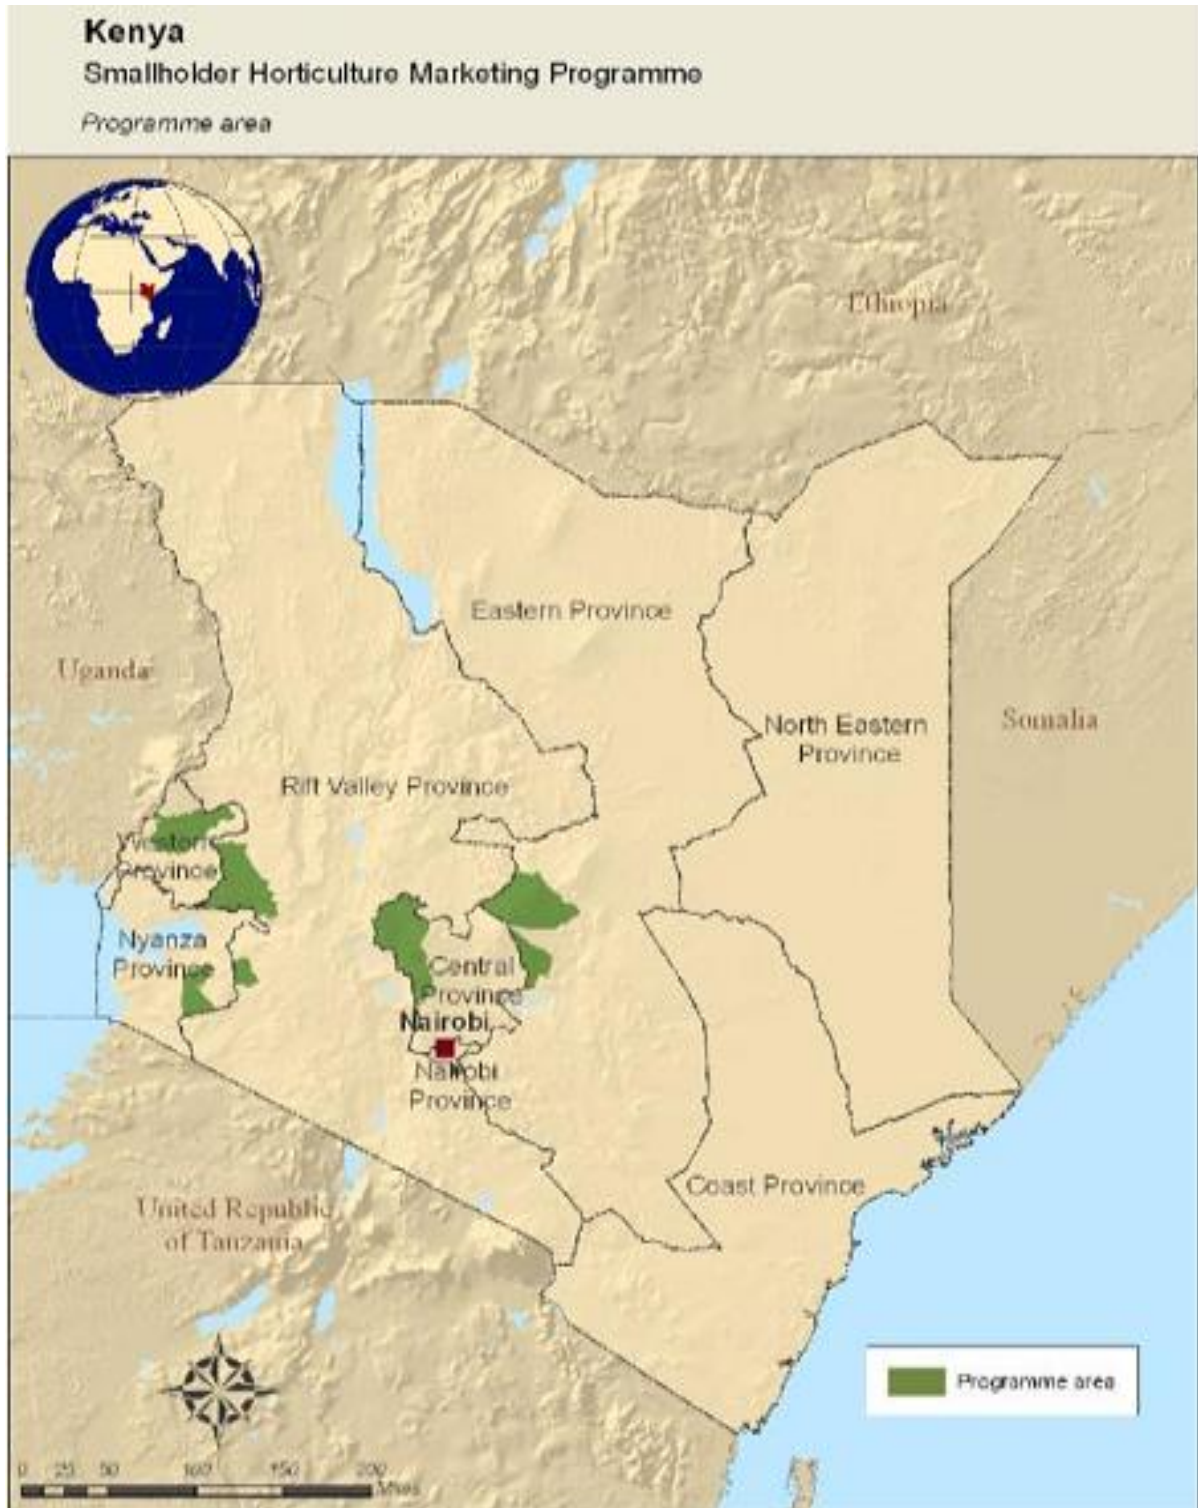 Kenya
Smallholder Horticulture Marketing Programme
Programme area
Ethiopia
Eastern Province
Uganda
North Eastern
Province
Somalia
Rift Valley Province
Western
Province
Nyanza
Province
Central
Province
Nairobi
Nairobi
Province
Coast Province
United Republic
of Tanzania
Programme area
0 25 50 100 150 200
Miles